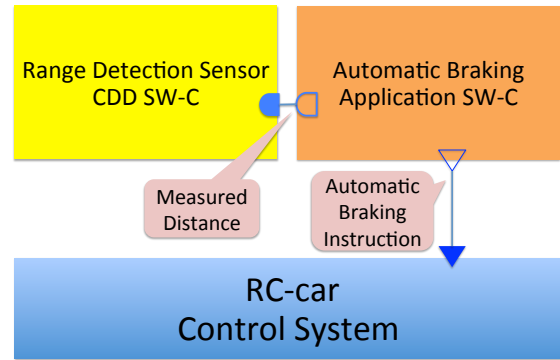 Range Detection Sensor
CDD SW-C
Automatic Braking
Application SW-C
Measured
Distance
Automatic
Braking
Instruction
RC-car
Control System